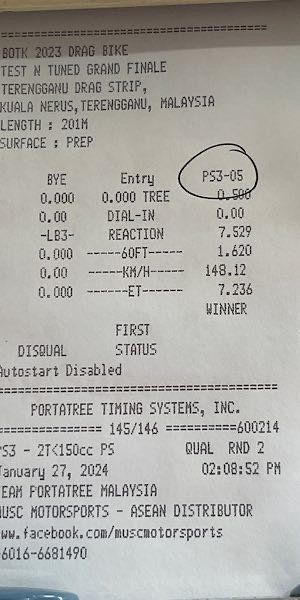 BOTK 2023 DRAG BIKE
TEST N TUNED GRAND FINALE
TERENGGANU DRAG STRIP,
KUALA NERUS,TERENGGANU, MALAYSIA
LENGTH : 201M
SURFACE : PREP
BYE Entry PS3-05
0.000 0.000 TREE 0.500
0.00 DIAL-IN 0.00
-LB3- REACTION 7.529
0.000 ------60FT------ 1.620
0.00 ------KM/H------ 148.12
0.000 -------ET------- 7.236
WINNER
FIRST
DISQUAL STATUS
Autostart Disabled
PORTATREE TIMING SYSTEMS, INC.
=============== 145/146 ==========600214
PS3 - 2T<150cc PS QUAL RND 2
January 27, 2024 02:08:52 PM
TEAM PORTATREE MALAYSIA
MUSC MOTORSPORTS - ASEAN DISTRIBUTOR
www.facebook.com/muscmotorsports
+6016-6681490